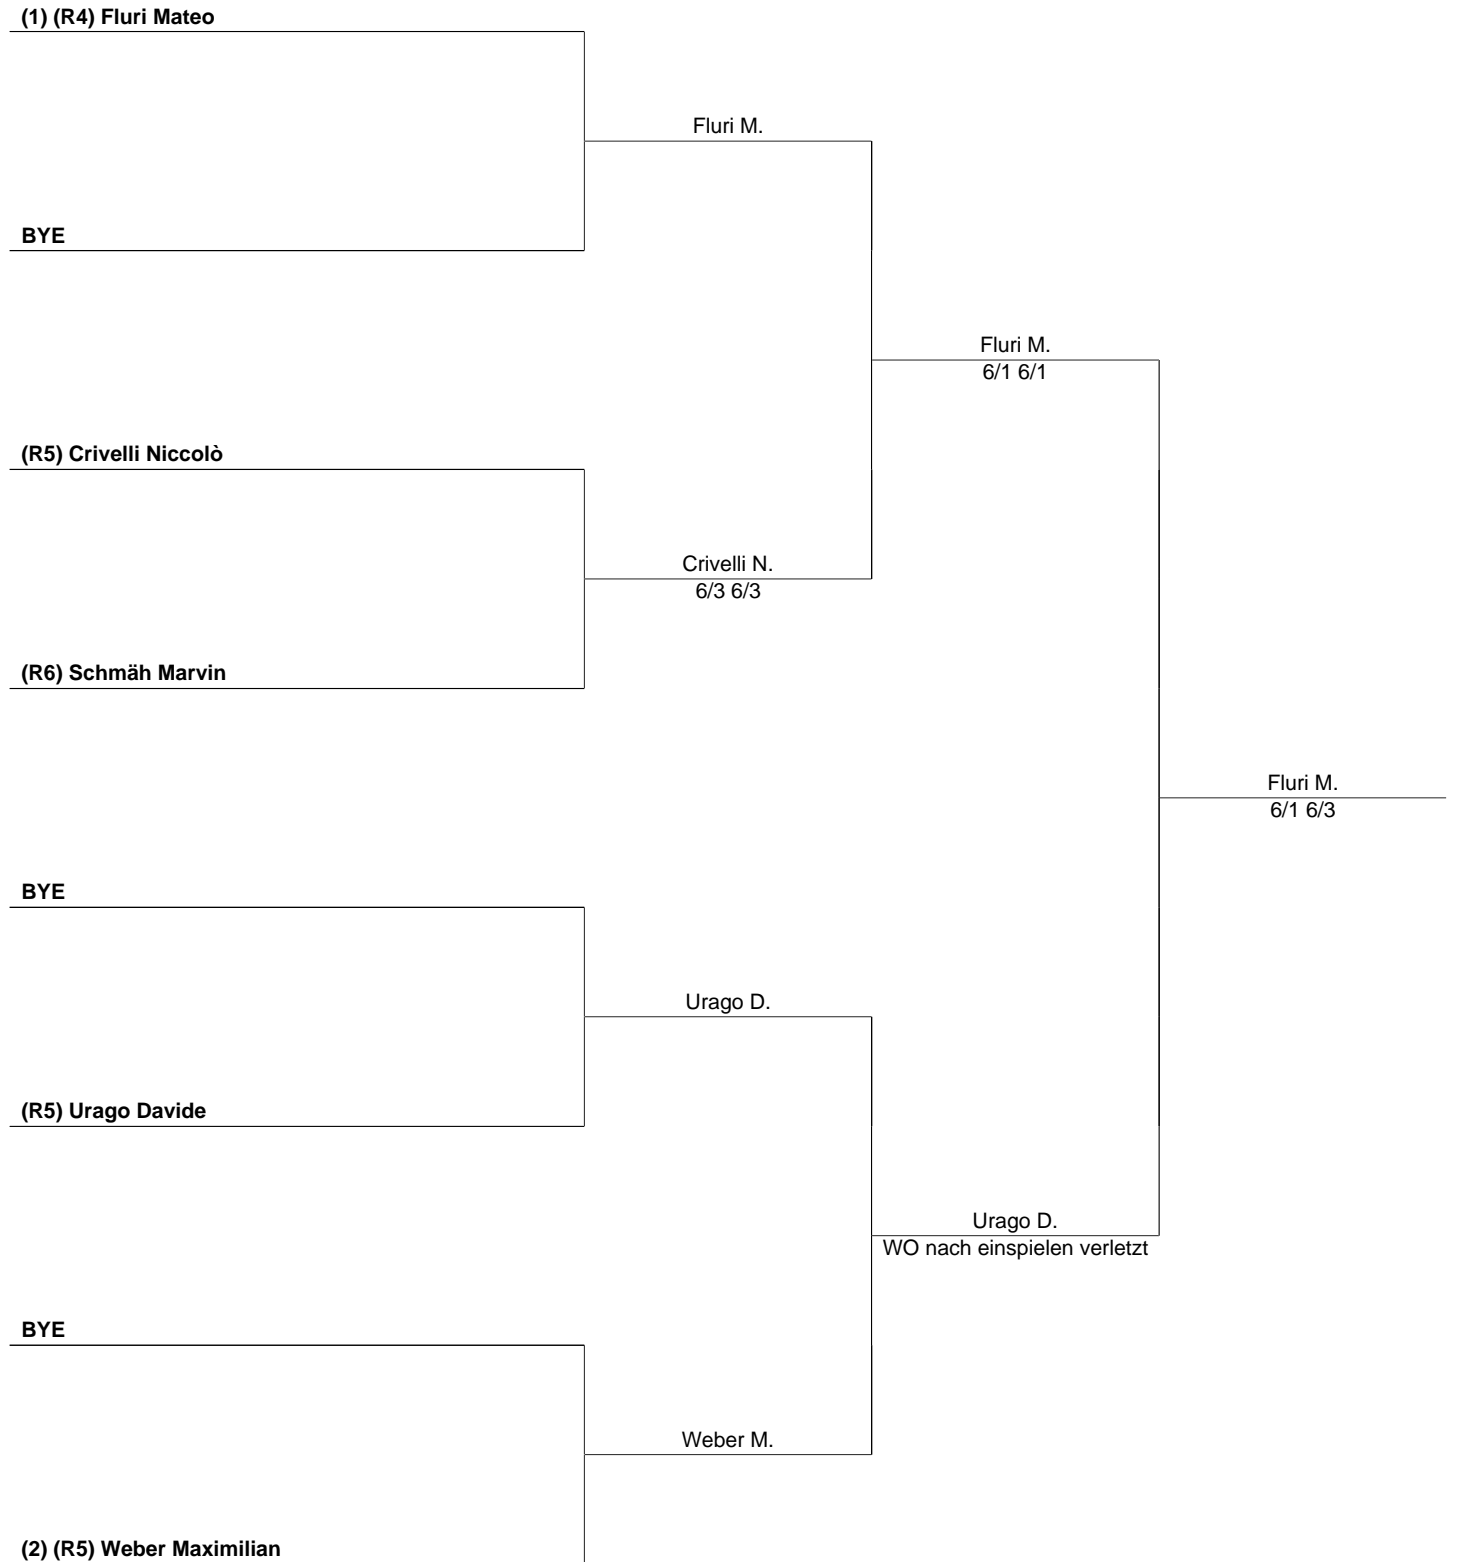 (1) (R4) Fluri Mateo
Fluri M.
BYE
Fluri M.
6/1 6/1
(R5) Crivelli Niccolò
Crivelli N.
6/3 6/3
(R6) Schmäh Marvin
Fluri M.
6/1 6/3
BYE
Urago D.
(R5) Urago Davide
Urago D.
WO nach einspielen verletzt
BYE
Weber M.
(2) (R5) Weber Maximilian